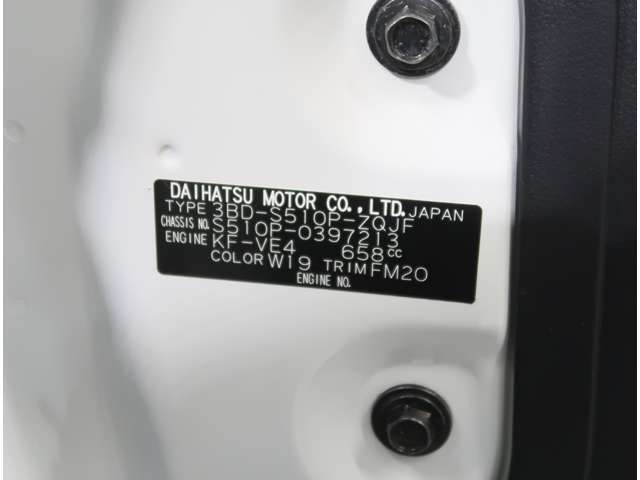 DAIHATSU MOTOR CO.,LTD. JAPAN
TYPE 3BD-S510P-ZQJF
CHASSIS NO. S510P-0397213
ENGINE KF-VE4 658cc
COLOR W19 TRIM FM20
ENGINE NO.